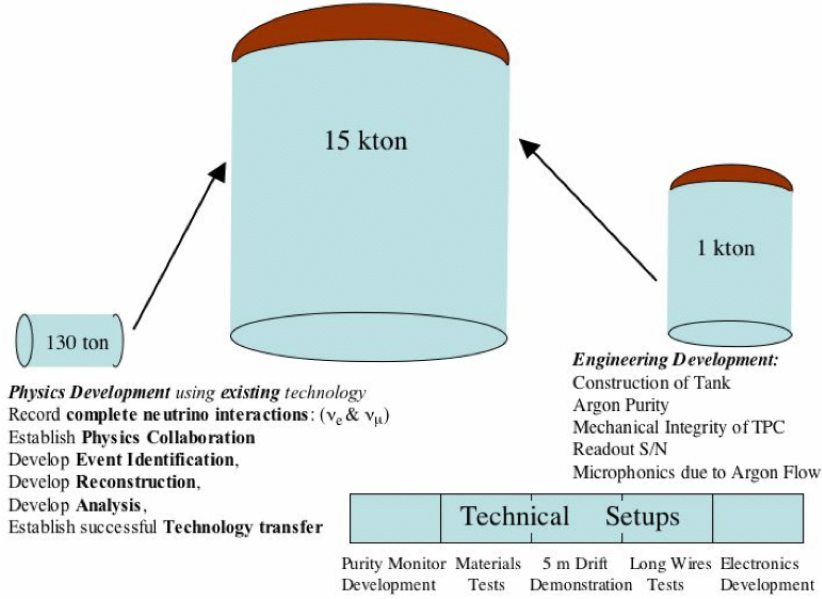 15 kton
1 kton
130 ton
Physics Development using existing technology
Record complete neutrino interactions: (νe & νμ)
Establish Physics Collaboration
Develop Event Identification,
Develop Reconstruction,
Develop Analysis,
Establish successful Technology transfer
Engineering Development:
Construction of Tank
Argon Purity
Mechanical Integrity of TPC
Readout S/N
Microphonics due to Argon Flow
Technical Setups
Purity Monitor Development
Materials Tests
5 m Drift Demonstration
Long Wires Tests
Electronics Development